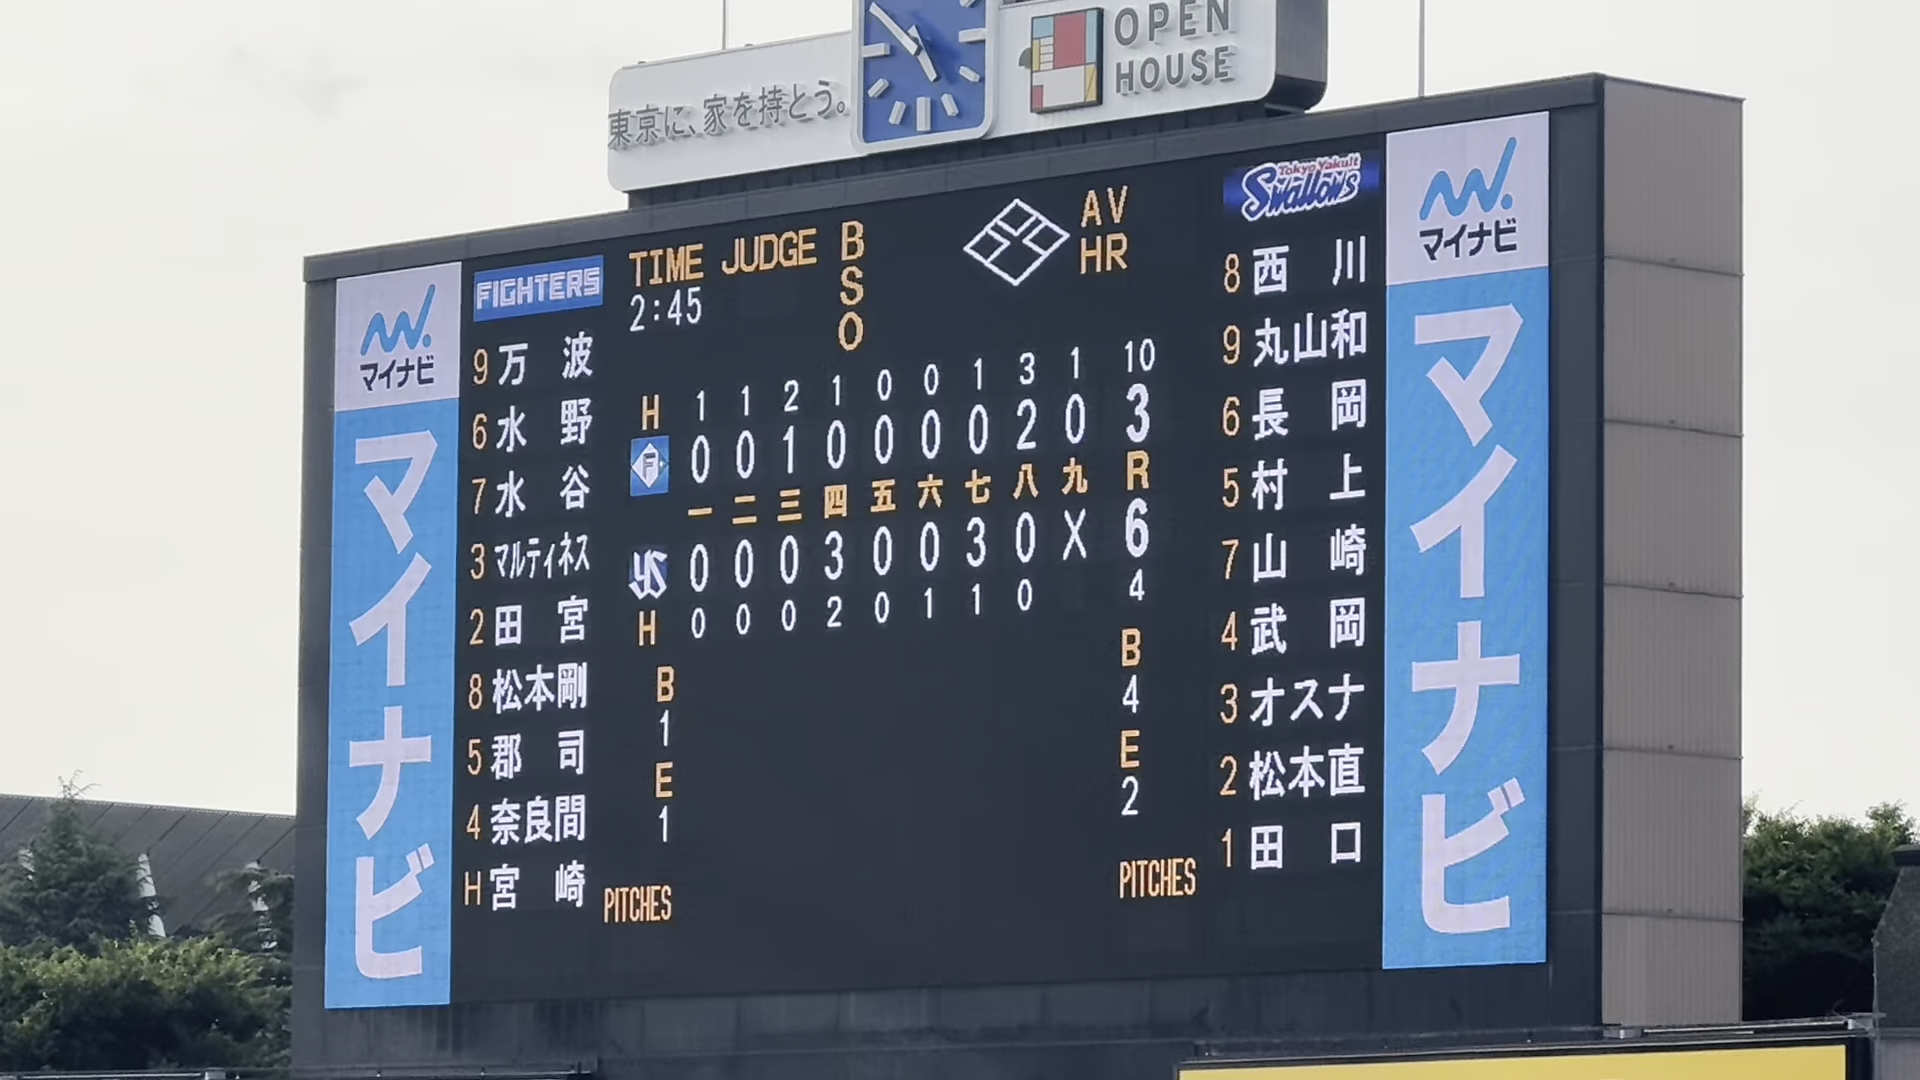 東京に、家を持とう。
OPEN
HOUSE
マイナビ
マイナビ
FIGHTERS
9 万波
6 水野
7 水谷
3 マルティネス
2 田宮
8 松本剛
5 郡司
4 奈良間
H 宮崎
TIME JUDGE
2:45
B
S
O
AV
HR
H 1 1 2 1 0 0 1 3 1 10
F 0 0 1 0 0 0 0 2 0 3
一 二 三 四 五 六 七 八 九 R
YS 0 0 0 3 0 0 3 0 X 6
H 0 0 0 2 0 1 1 0 4
B
1
E
1
PITCHES
B
4
E
2
PITCHES
Tokyo Yakult
Swallows
8 西川
9 丸山和
6 長岡
5 村上
7 山崎
4 武岡
3 オスナ
2 松本直
1 田口
マイナビ
マイナビ